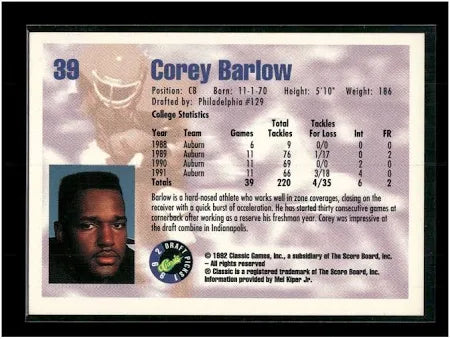 39 Corey Barlow
Position: CB Born: 11-1-70 Height: 5'10" Weight: 186
Drafted by: Philadelphia #129
College Statistics
Total Tackles
Year Team Games Tackles For Loss Int FR
1988 Auburn 6 9 0/0 0 0
1989 Auburn 11 76 1/17 0 2
1990 Auburn 11 69 0/0 2 0
1991 Auburn 11 66 3/18 4 0
Totals 39 220 4/35 6 2
Barlow is a hard-nosed athlete who works well in zone coverages, closing on the
receiver with a quick burst of acceleration. He has started thirty consecutive games at
cornerback after working as a reserve his freshman year. Corey was impressive at
the draft combine in Indianapolis.
92 DRAFT PICKS
Classic
© 1992 Classic Games, Inc., a subsidiary of The Score Board, Inc.
- All rights reserved
® Classic is a registered trademark of The Score Board, Inc.
Information provided by Mel Kiper Jr.